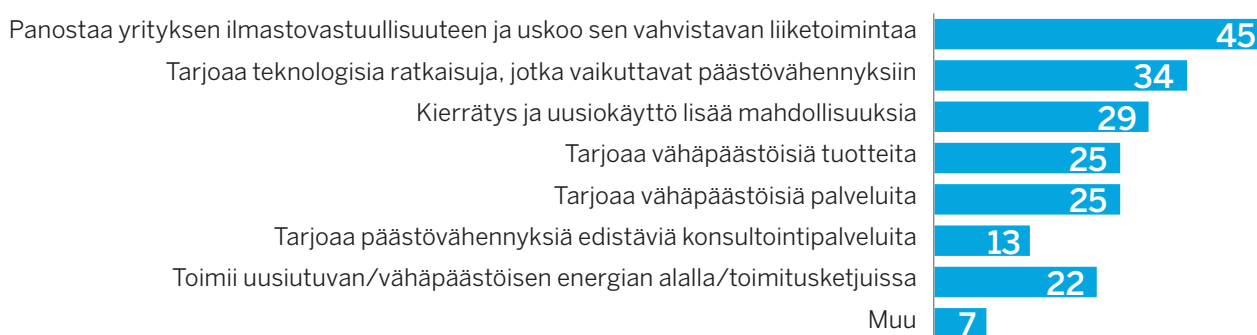 Panostaa yrityksen ilmastovastuullisuuteen ja uskoo sen vahvistavan liiketoimintaa 45
Tarjoaa teknologisia ratkaisuja, jotka vaikuttavat päästövähennyksiin 34
Kierrätys ja uusiokäyttö lisää mahdollisuuksia 29
Tarjoaa vähäpäästöisiä tuotteita 25
Tarjoaa vähäpäästöisiä palveluita 25
Tarjoaa päästövähennyksiä edistäviä konsultointipalveluita 13
Toimii uusiutuvan/vähäpäästöisen energian alalla/toimitusketjuissa 22
Muu 7